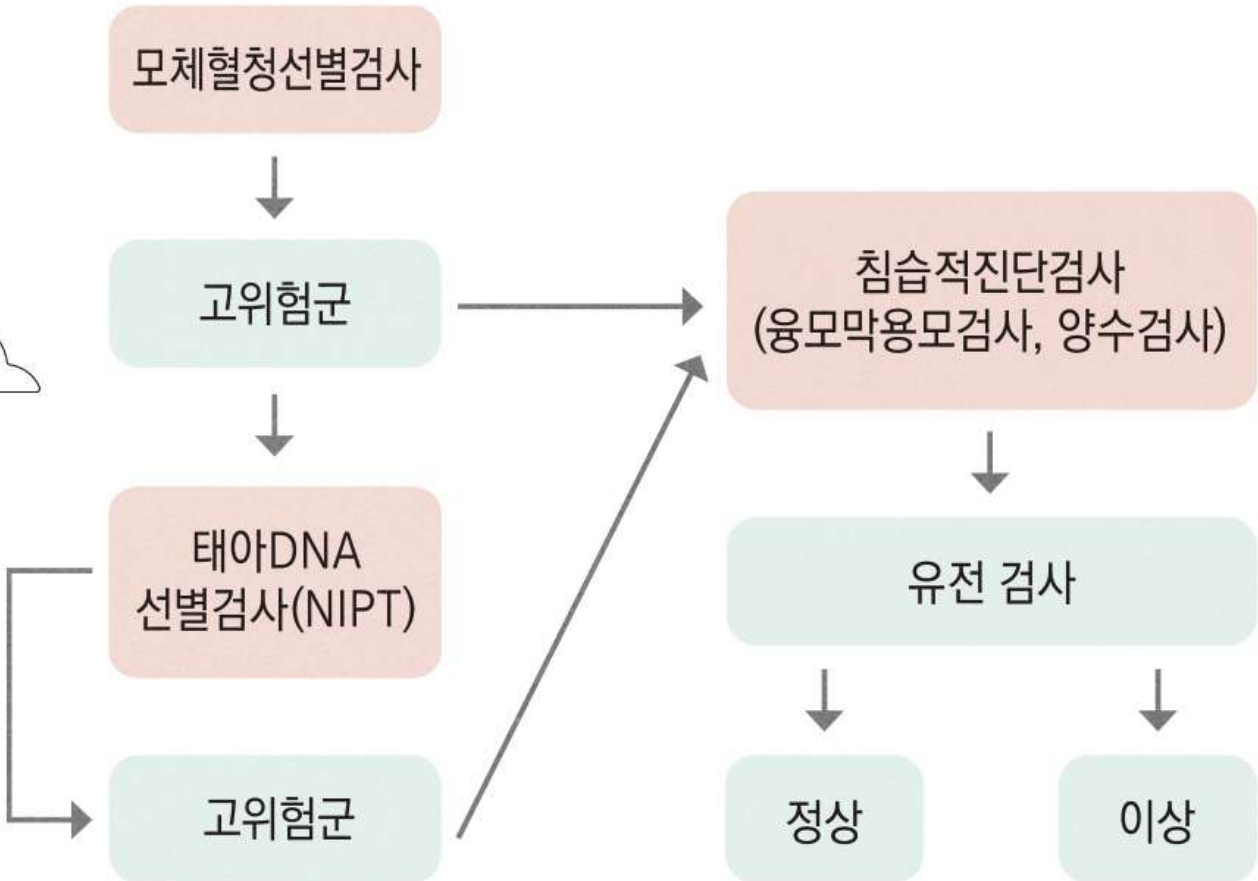 모체혈청선별검사
고위험군
태아DNA
선별검사(NIPT)
고위험군
침습적진단검사
(융모막용모검사, 양수검사)
유전 검사
정상
이상